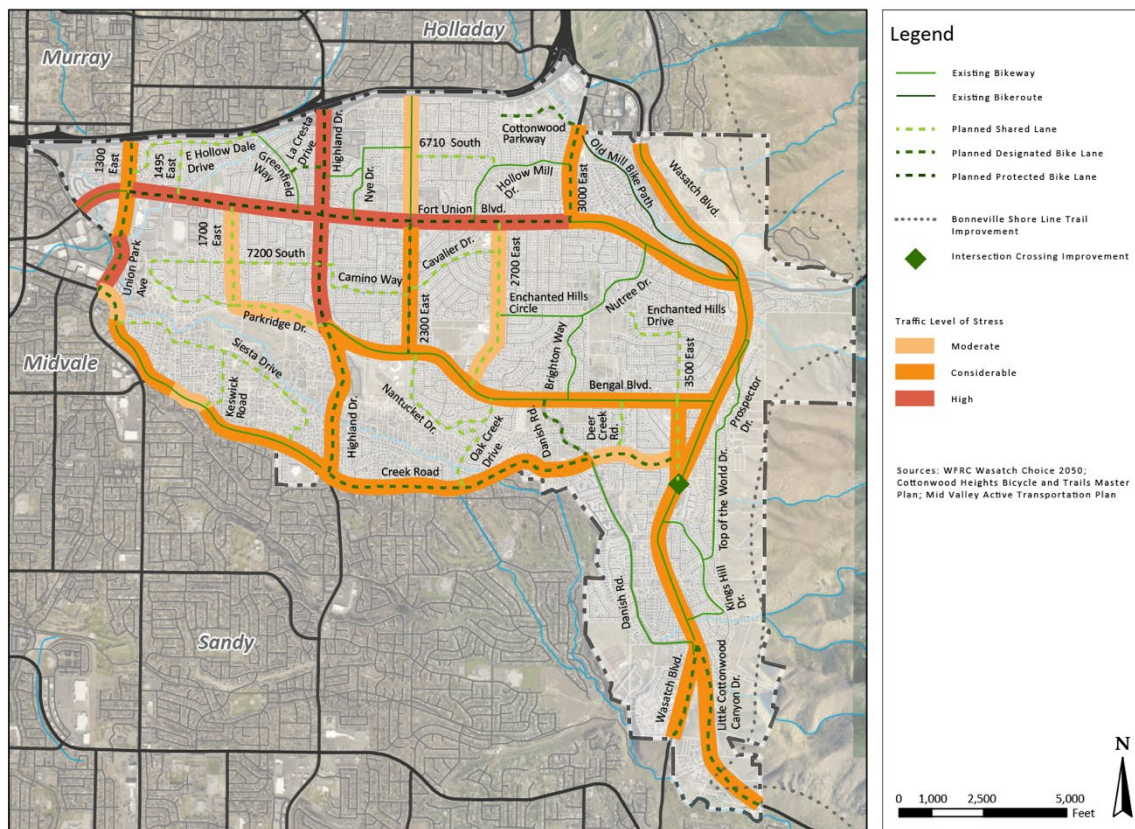 Murray
Holladay
Midvale
Sandy
1300
East
1495
East
E Hollow Dale
Drive
Greenfield
Way
La Cresta
Drive
Highland Dr.
6710 South
Cottonwood
Parkway
Nye Dr.
Hollow Mill
Dr.
3000 East
Old Mill Bike Path
Wasatch Blvd.
Fort Union Blvd.
Union Park
Ave
1700
East
7200 South
Camino Way
Cavalier Dr.
2700 East
2300 East
Enchanted Hills
Circle
Nutree Dr.
Enchanted Hills
Drive
Parkridge Dr.
Siesta Drive
Keswick
Road
Highland Dr.
Nantucket Dr.
Oak Creek
Drive
Brighton Way
Bengal Blvd.
3500 East
Danish Rd.
Deer
Creek
Rd.
Prospector
Dr.
Creek Road
Top of the World Dr.
Kings Hill
Dr.
Danish Rd.
Wasatch Blvd.
Little Cottonwood
Canyon Dr.
Legend
Existing Bikeway
Existing Bikeroute
Planned Shared Lane
Planned Designated Bike Lane
Planned Protected Bike Lane
Bonneville Shore Line Trail
Improvement
Intersection Crossing Improvement
Traffic Level of Stress
Moderate
Considerable
High
Sources: WFRC Wasatch Choice 2050;
Cottonwood Heights Bicycle and Trails Master
Plan; Mid Valley Active Transportation Plan
N
0 1,000 2,500 5,000
Feet